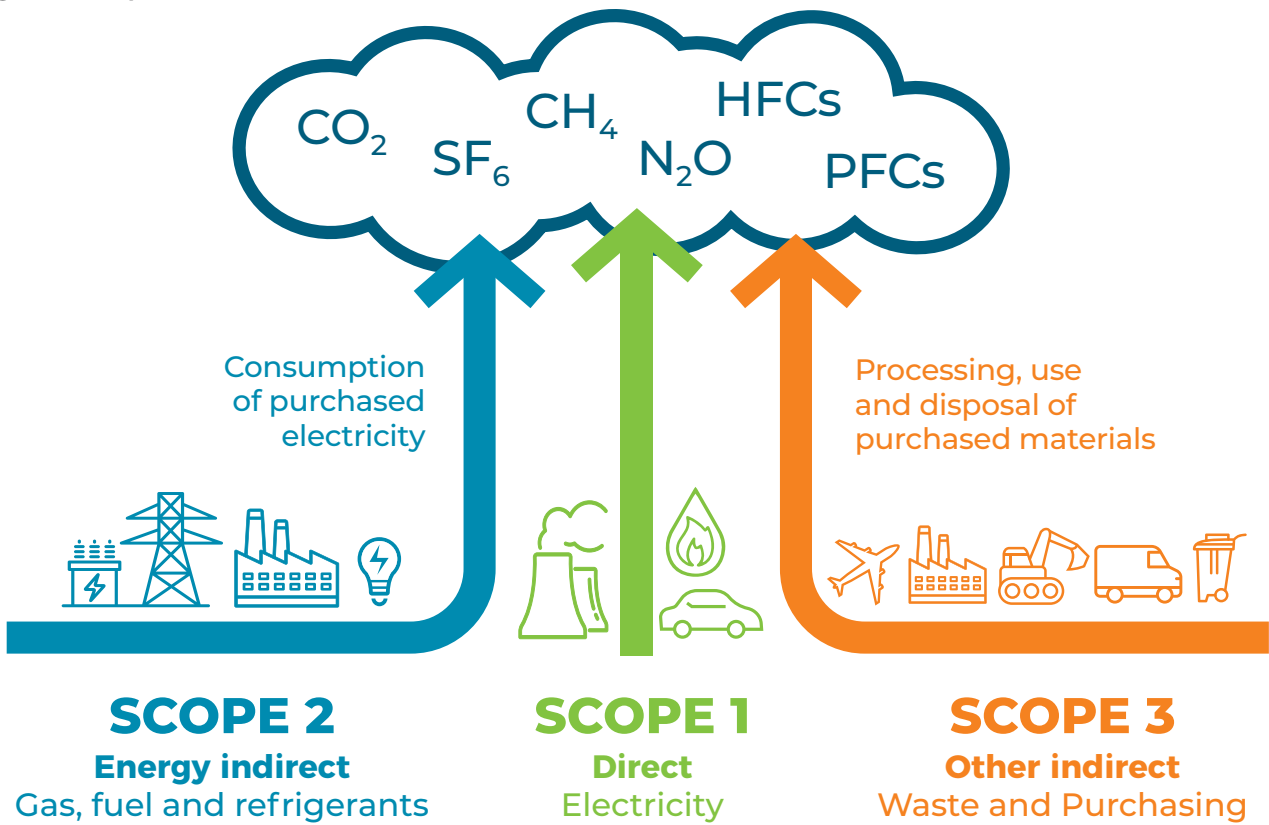 CO₂
SF₆
CH₄
N₂O
HFCs
PFCs
Consumption
of purchased
electricity
Processing, use
and disposal of
purchased materials
SCOPE 2
Energy indirect
Gas, fuel and refrigerants
SCOPE 1
Direct
Electricity
SCOPE 3
Other indirect
Waste and Purchasing